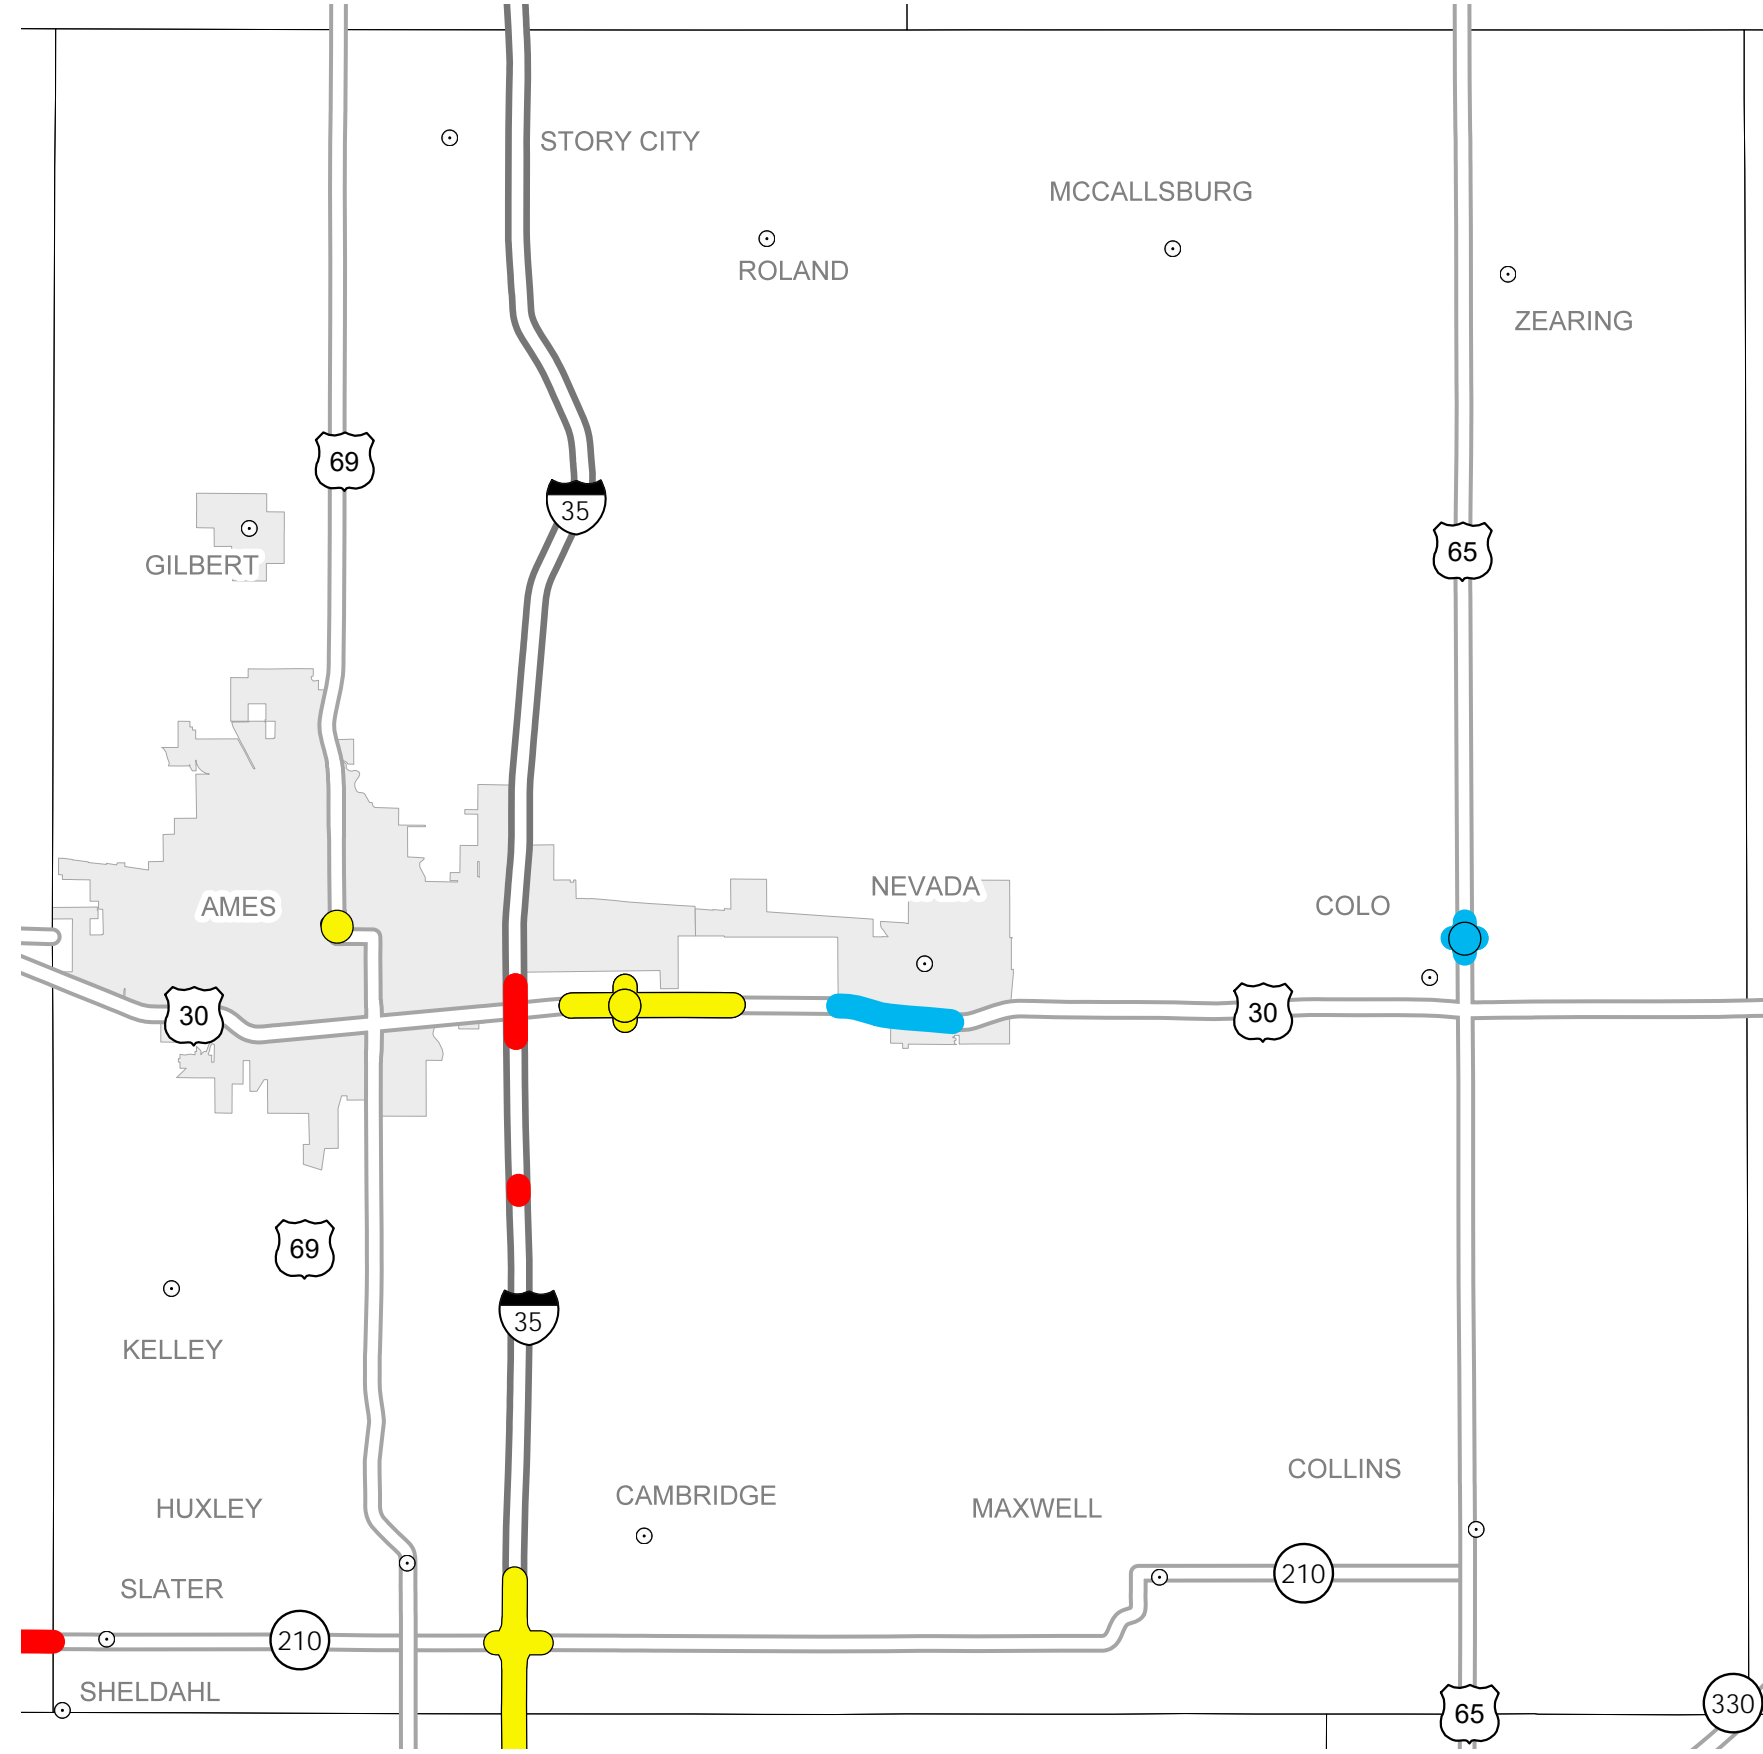 STORY CITY
MCCALLSBURG
ROLAND
ZEARING
69
35
65
GILBERT
NEVADA
AMES
COLO
30
30
69
35
KELLEY
COLLINS
CAMBRIDGE
HUXLEY
MAXWELL
210
SLATER
210
SHELDAHL
330
65